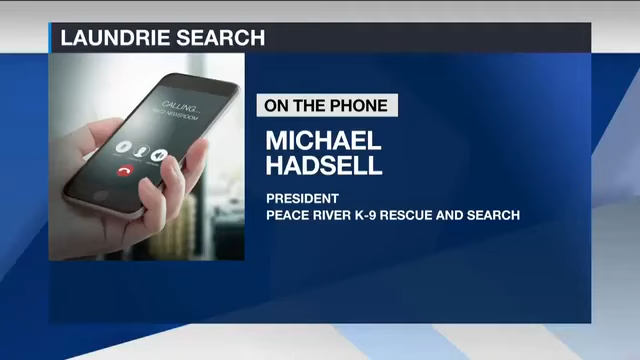 LAUNDRIE SEARCH
CALLING...
ON THE PHONE
MICHAEL
HADSELL
PRESIDENT
PEACE RIVER K-9 RESCUE AND SEARCH